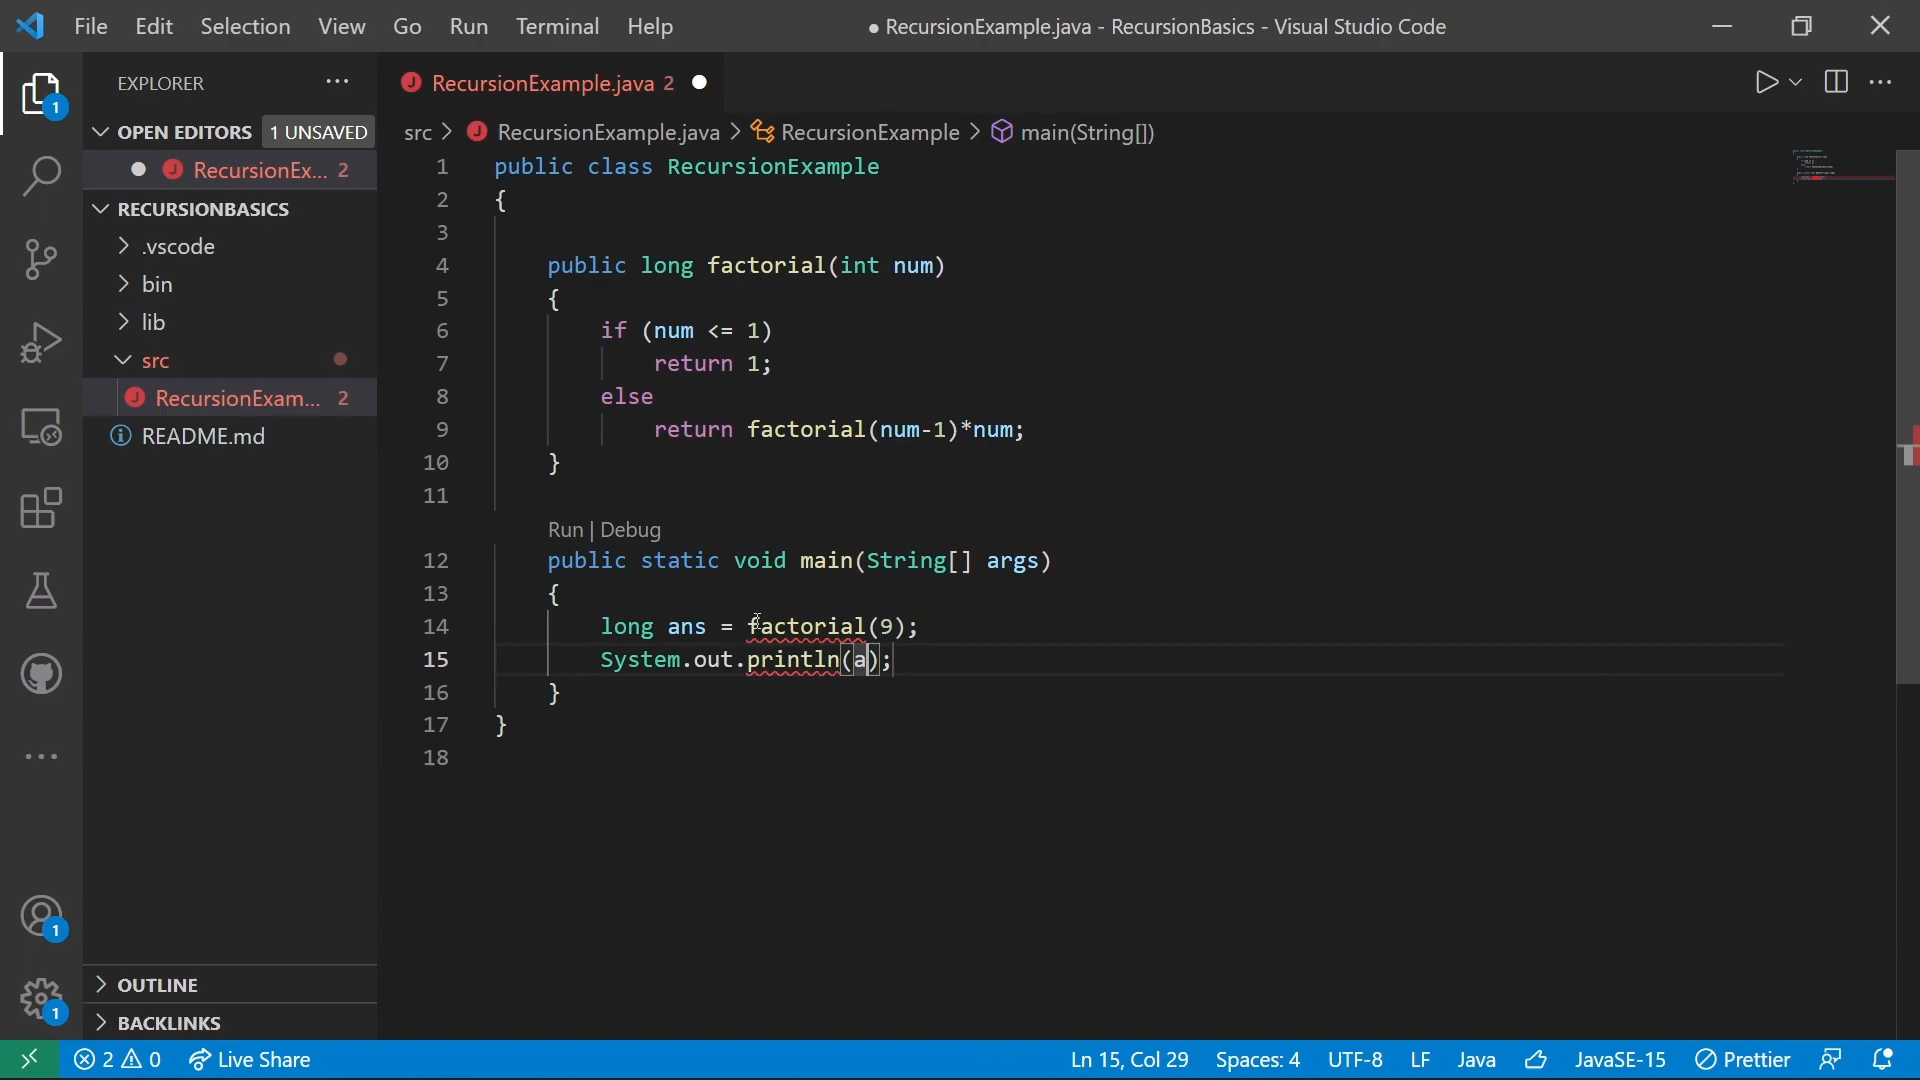 File Edit Selection View Go Run Terminal Help ● RecursionExample.java - RecursionBasics - Visual Studio Code
EXPLORER ···
OPEN EDITORS 1 UNSAVED
RecursionEx... 2
RECURSIONBASICS
.vscode
bin
lib
src
J RecursionExam... 2
README.md
OUTLINE
BACKLINKS
J RecursionExample.java 2 ●
src > J RecursionExample.java > RecursionExample > main(String[])
1 public class RecursionExample
2 {
3
4 public long factorial(int num)
5 {
6 if (num <= 1)
7 return 1;
8 else
9 return factorial(num-1)*num;
10 }
11
Run | Debug
12 public static void main(String[] args)
13 {
14 long ans = factorial(9);
15 System.out.println(a);
16 }
17 }
18
1
1
1
2 0 Live Share Ln 15, Col 29 Spaces: 4 UTF-8 LF Java JavaSE-15 Prettier